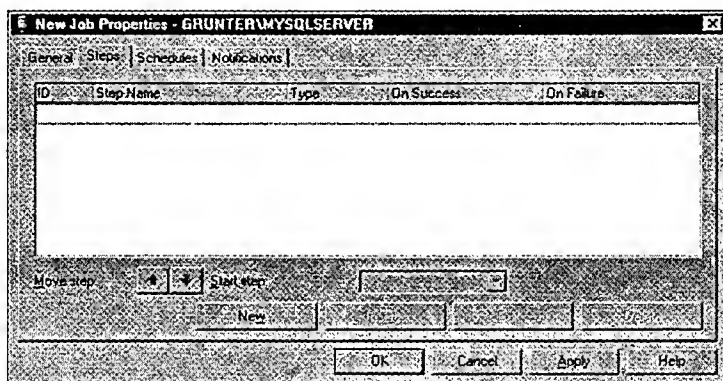 New Job Properties - GRUNTER\MYSQLSERVER
General Steps Schedules Notifications
ID Step Name Type On Success On Failure
Move step: Start step:
New
OK Cancel Apply Help